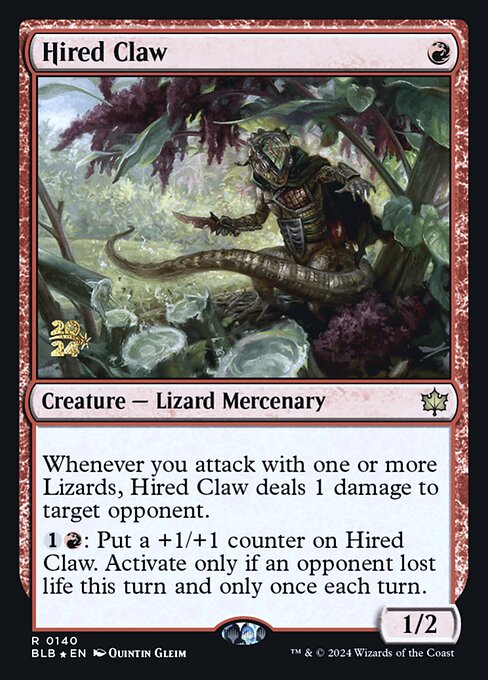 Hired Claw
20
24
Creature — Lizard Mercenary
Whenever you attack with one or more
Lizards, Hired Claw deals 1 damage to
target opponent.
1 R: Put a +1/+1 counter on Hired
Claw. Activate only if an opponent lost
life this turn and only once each turn.
1/2
R 0140
BLB ★ EN Quintin Gleim
™ & © 2024 Wizards of the Coast